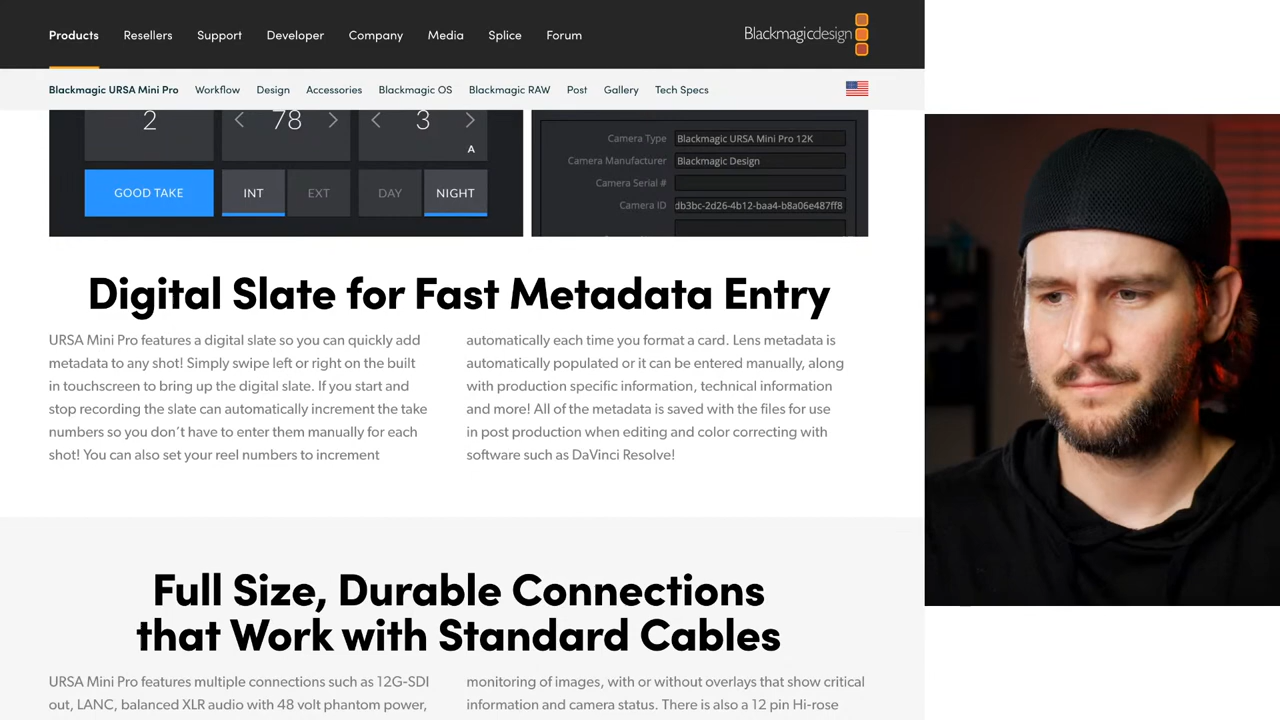 Products Resellers Support Developer Company Media Splice Forum Blackmagicdesign
Blackmagic URSA Mini Pro Workflow Design Accessories Blackmagic OS Blackmagic RAW Post Gallery Tech Specs
2 < 78 > < 3 >
A
GOOD TAKE INT EXT DAY NIGHT
Camera Type Blackmagic URSA Mini Pro 12K
Camera Manufacturer Blackmagic Design
Camera Serial #
Camera ID db3bc-2d26-4b12-baa4-b8a06e487ff8
Digital Slate for Fast Metadata Entry
URSA Mini Pro features a digital slate so you can quickly add
metadata to any shot! Simply swipe left or right on the built
in touchscreen to bring up the digital slate. If you start and
stop recording the slate can automatically increment the take
numbers so you don’t have to enter them manually for each
shot! You can also set your reel numbers to increment
automatically each time you format a card. Lens metadata is
automatically populated or it can be entered manually, along
with production specific information, technical information
and more! All of the metadata is saved with the files for use
in post production when editing and color correcting with
software such as DaVinci Resolve!
Full Size, Durable Connections
that Work with Standard Cables
URSA Mini Pro features multiple connections such as 12G-SDI
out, LANC, balanced XLR audio with 48 volt phantom power,
monitoring of images, with or without overlays that show critical
information and camera status. There is also a 12 pin Hi-rose